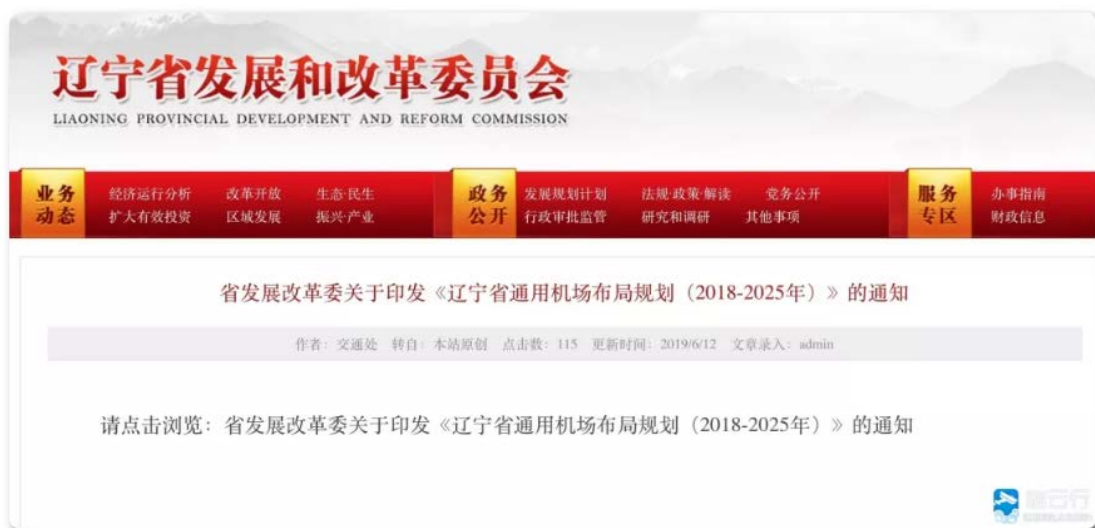 辽宁省发展和改革委员会
LIAONING PROVINCIAL DEVELOPMENT AND REFORM COMMISSION
业务 经济运行分析 改革开放 生态·民生 政务 发展规划计划 法规·政策·解读 党务公开 服务 办事指南
动态 扩大有效投资 区域发展 振兴·产业 公开 行政审批监管 研究和调研 其他事项 专区 财政信息
省发展改革委关于印发《辽宁省通用机场布局规划（2018-2025年）》的通知
作者：交通处 转自：本站原创 点击数：115 更新时间：2019/6/12 文章录入：admin
请点击浏览：省发展改革委关于印发《辽宁省通用机场布局规划（2018-2025年）》的通知